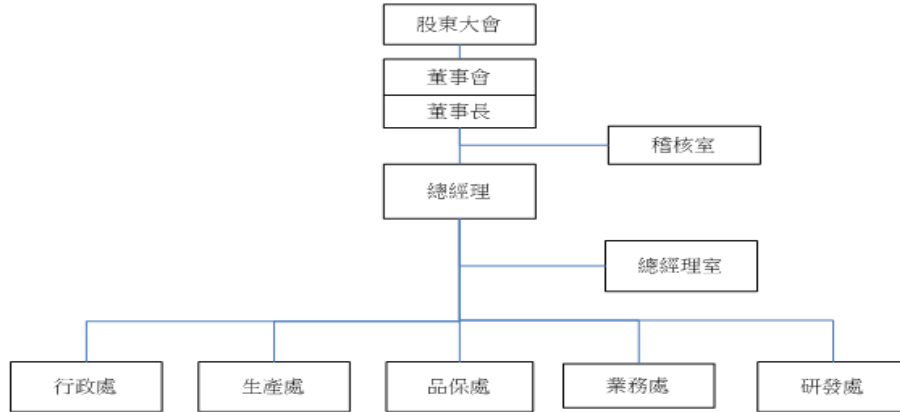 股東大會
董事會
董事長
稽核室
總經理
總經理室
行政處
生產處
品保處
業務處
研發處